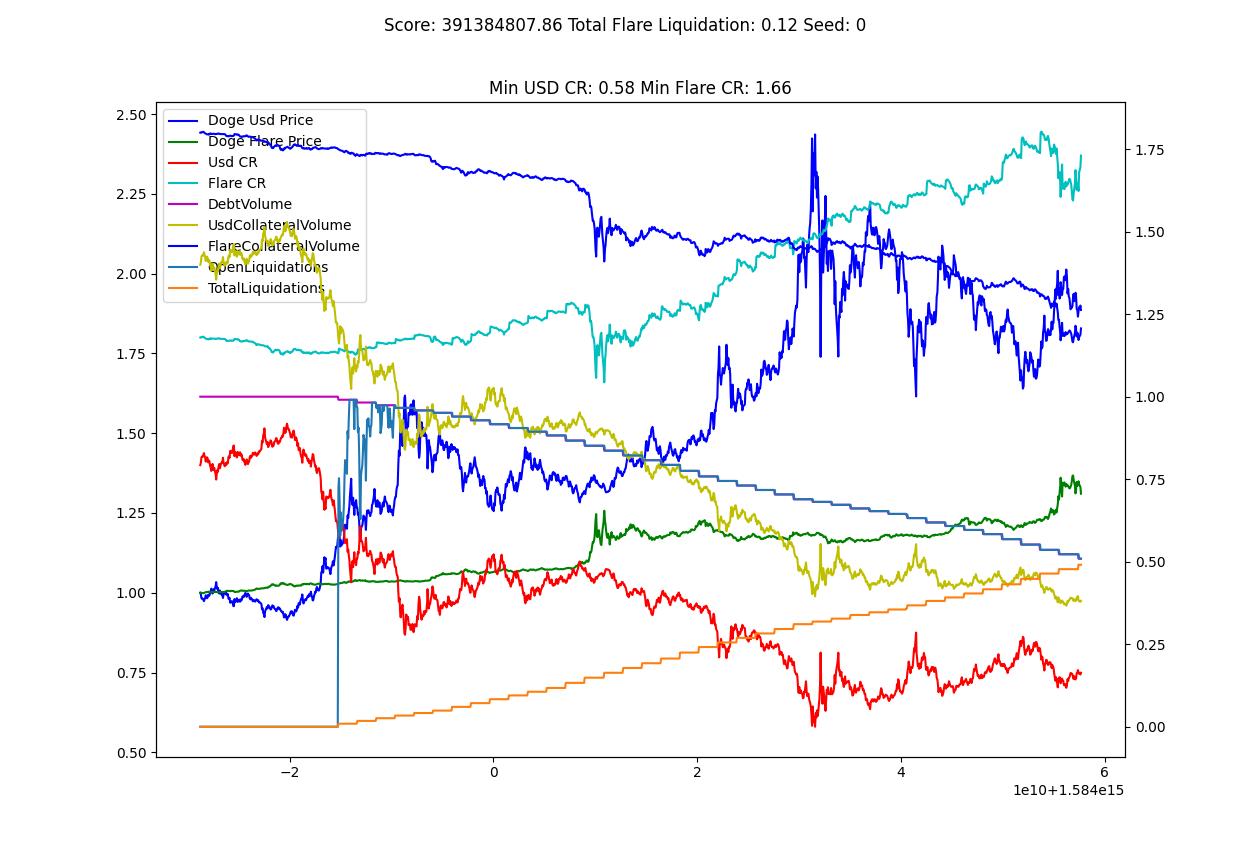 Score: 391384807.86 Total Flare Liquidation: 0.12 Seed: 0
Min USD CR: 0.58 Min Flare CR: 1.66
Doge Usd Price
Doge Flare Price
Usd CR
Flare CR
DebtVolume
UsdCollateralVolume
FlareCollateralVolume
OpenLiquidations
TotalLiquidations
2.50
2.25
2.00
1.75
1.50
1.25
1.00
0.75
0.50
1.75
1.50
1.25
1.00
0.75
0.50
0.25
0.00
−2 0 2 4 6
1e10+1.584e15